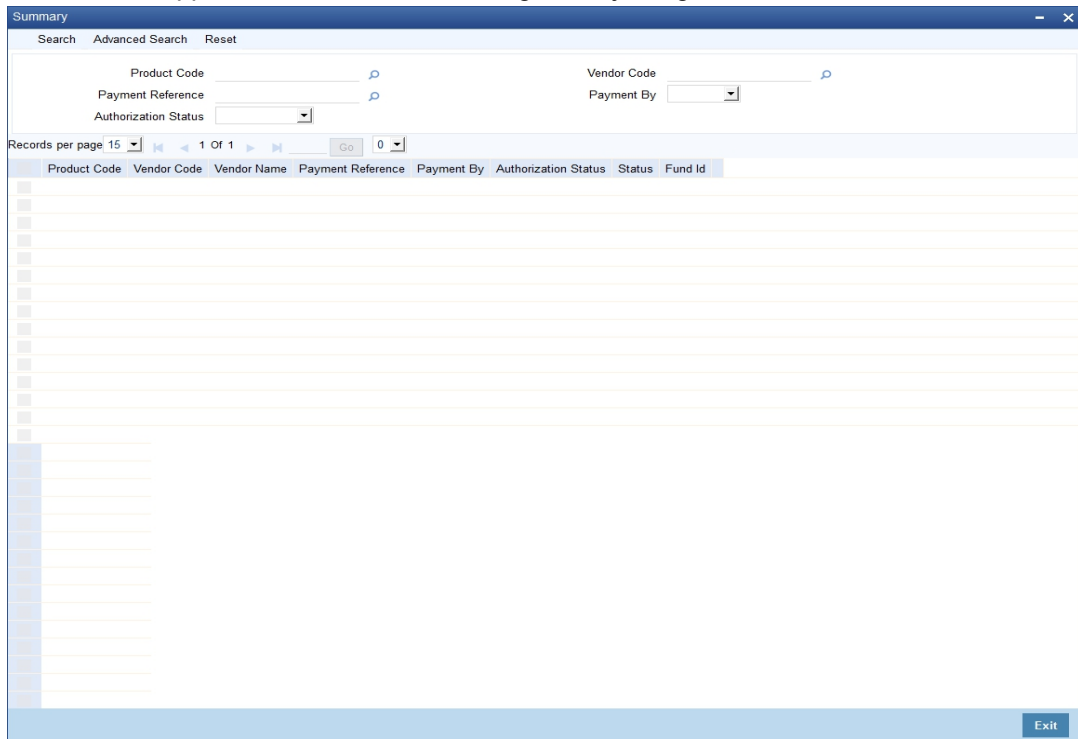 Summary
Search Advanced Search Reset
Product Code Vendor Code
Payment Reference Payment By
Authorization Status
Records per page 15 1 Of 1 Go 0
Product Code Vendor Code Vendor Name Payment Reference Payment By Authorization Status Status Fund Id
Exit